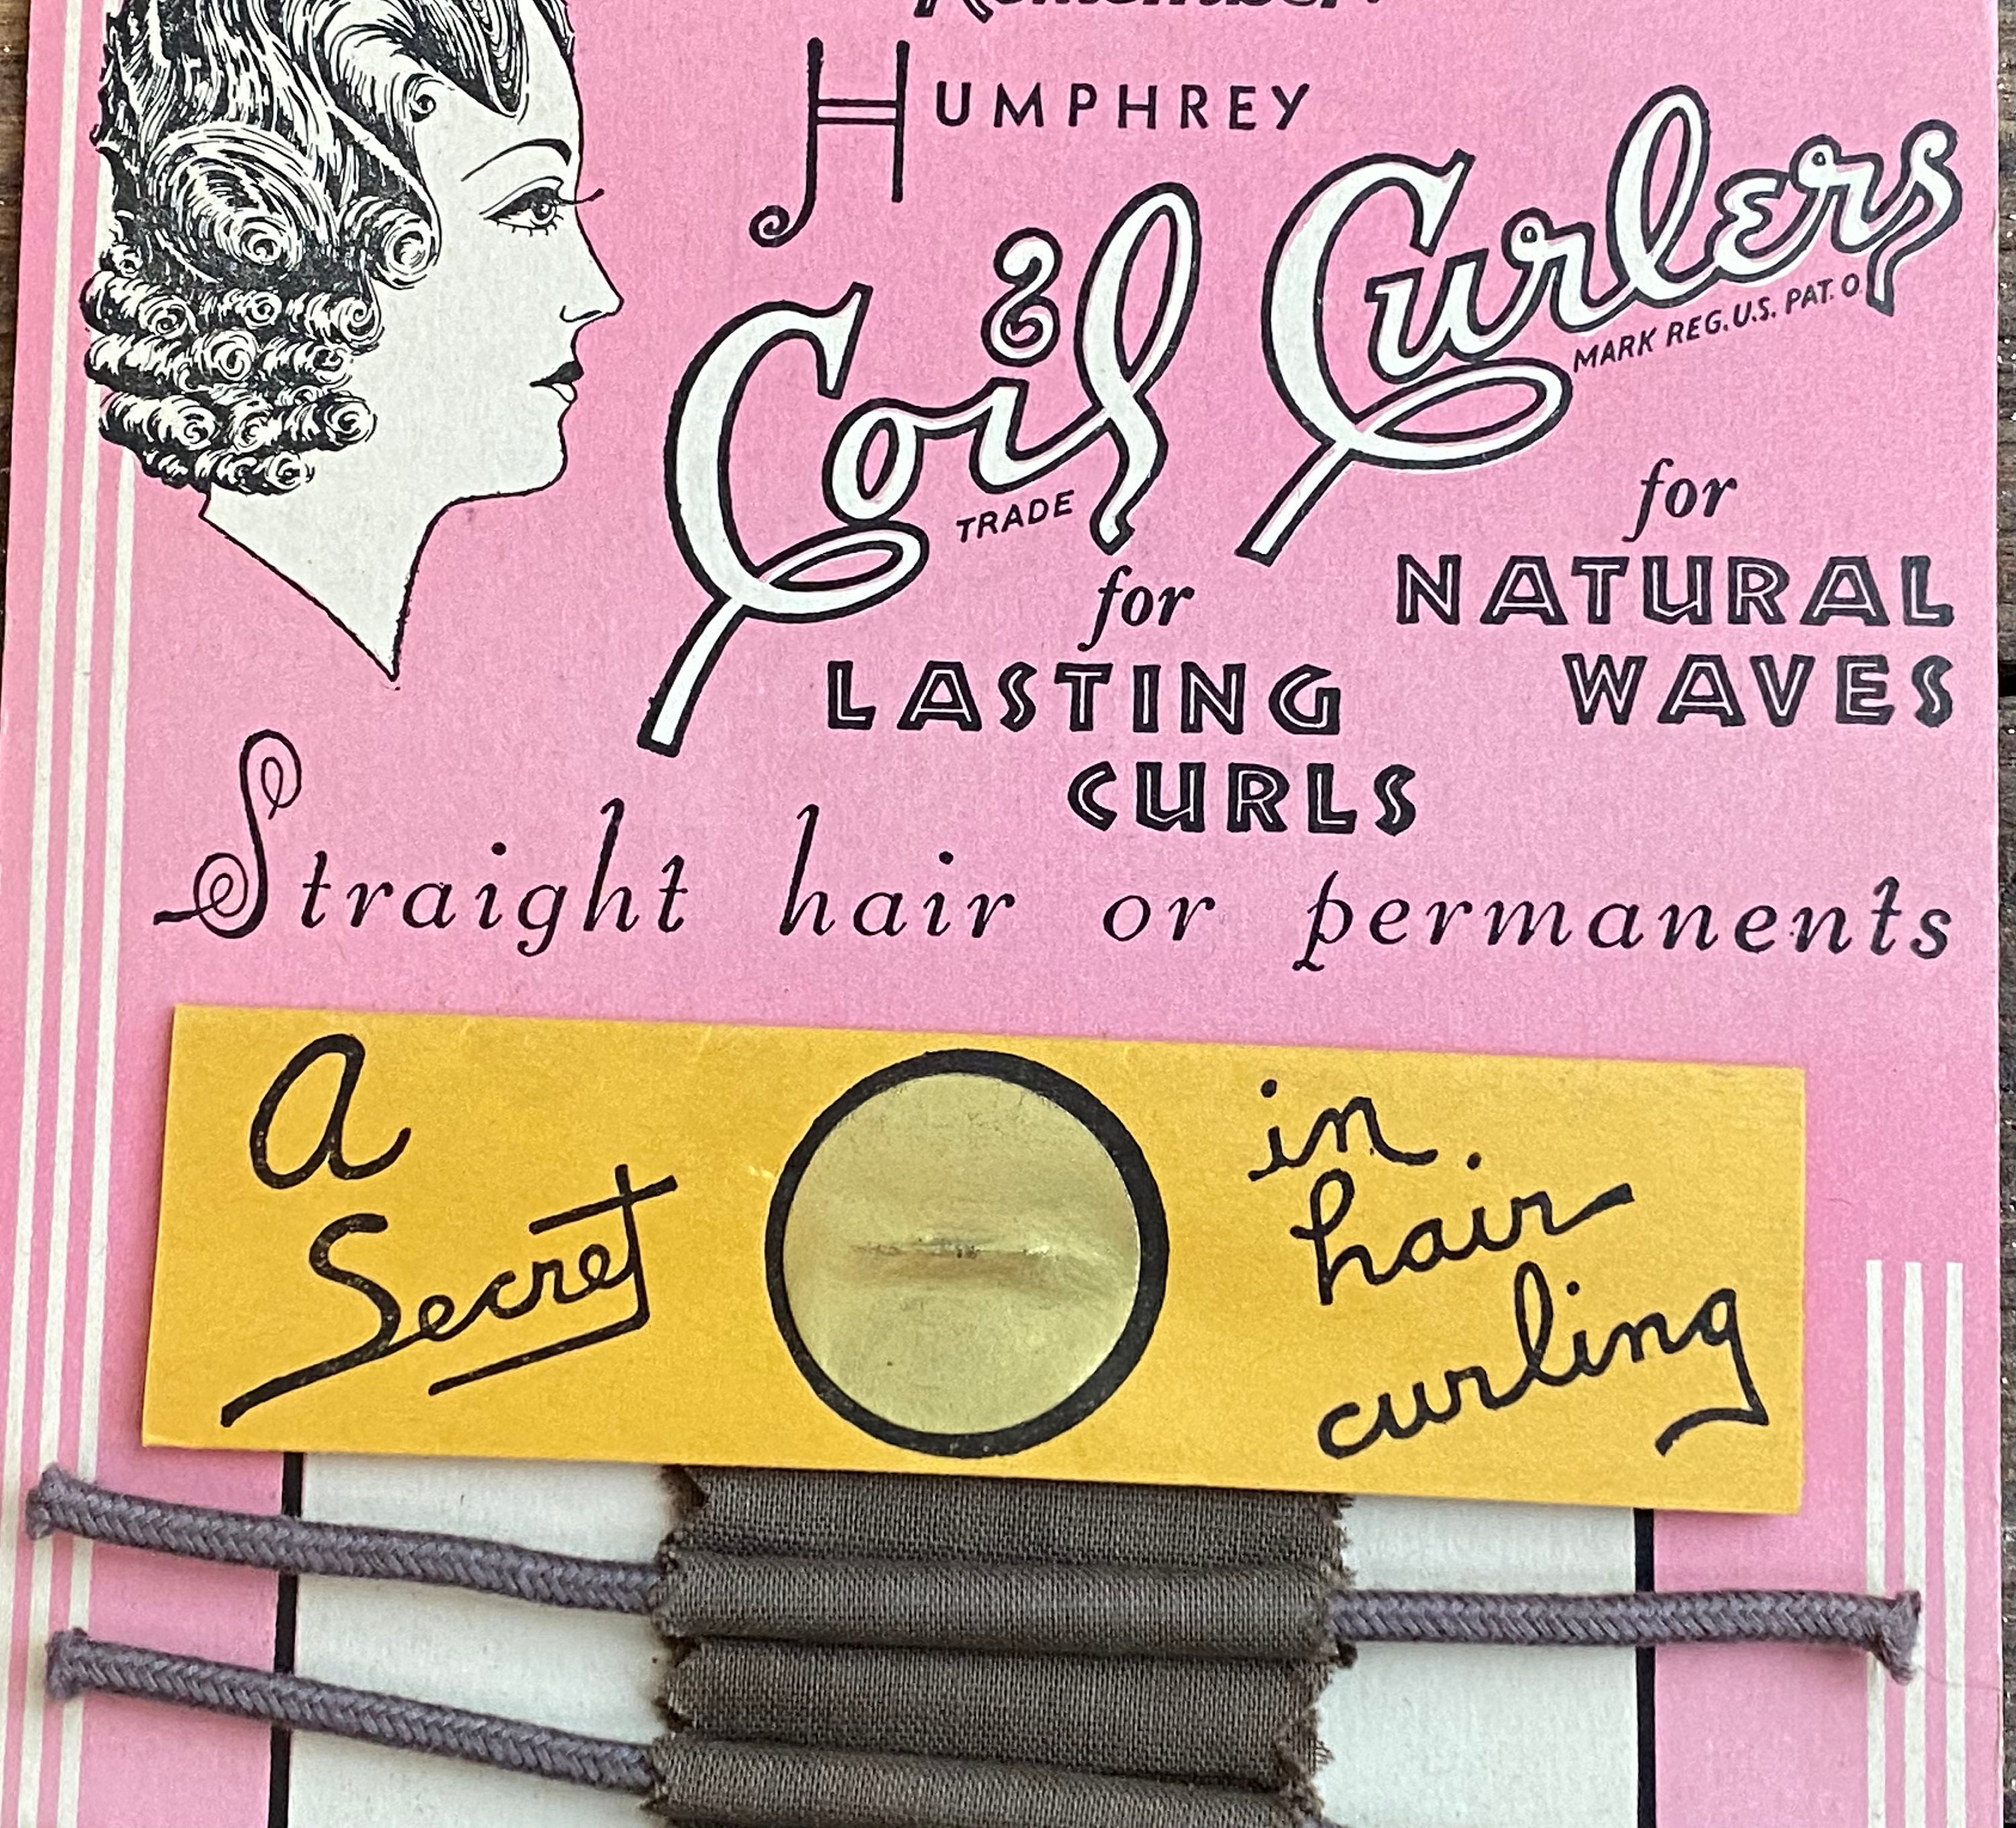 Remember!
HUMPHREY
Coil Curlers
TRADE MARK REG. U.S. PAT. O
for
LASTING
CURLS
for
NATURAL
WAVES
Straight hair or permanents
A
Secret
in
hair
curling